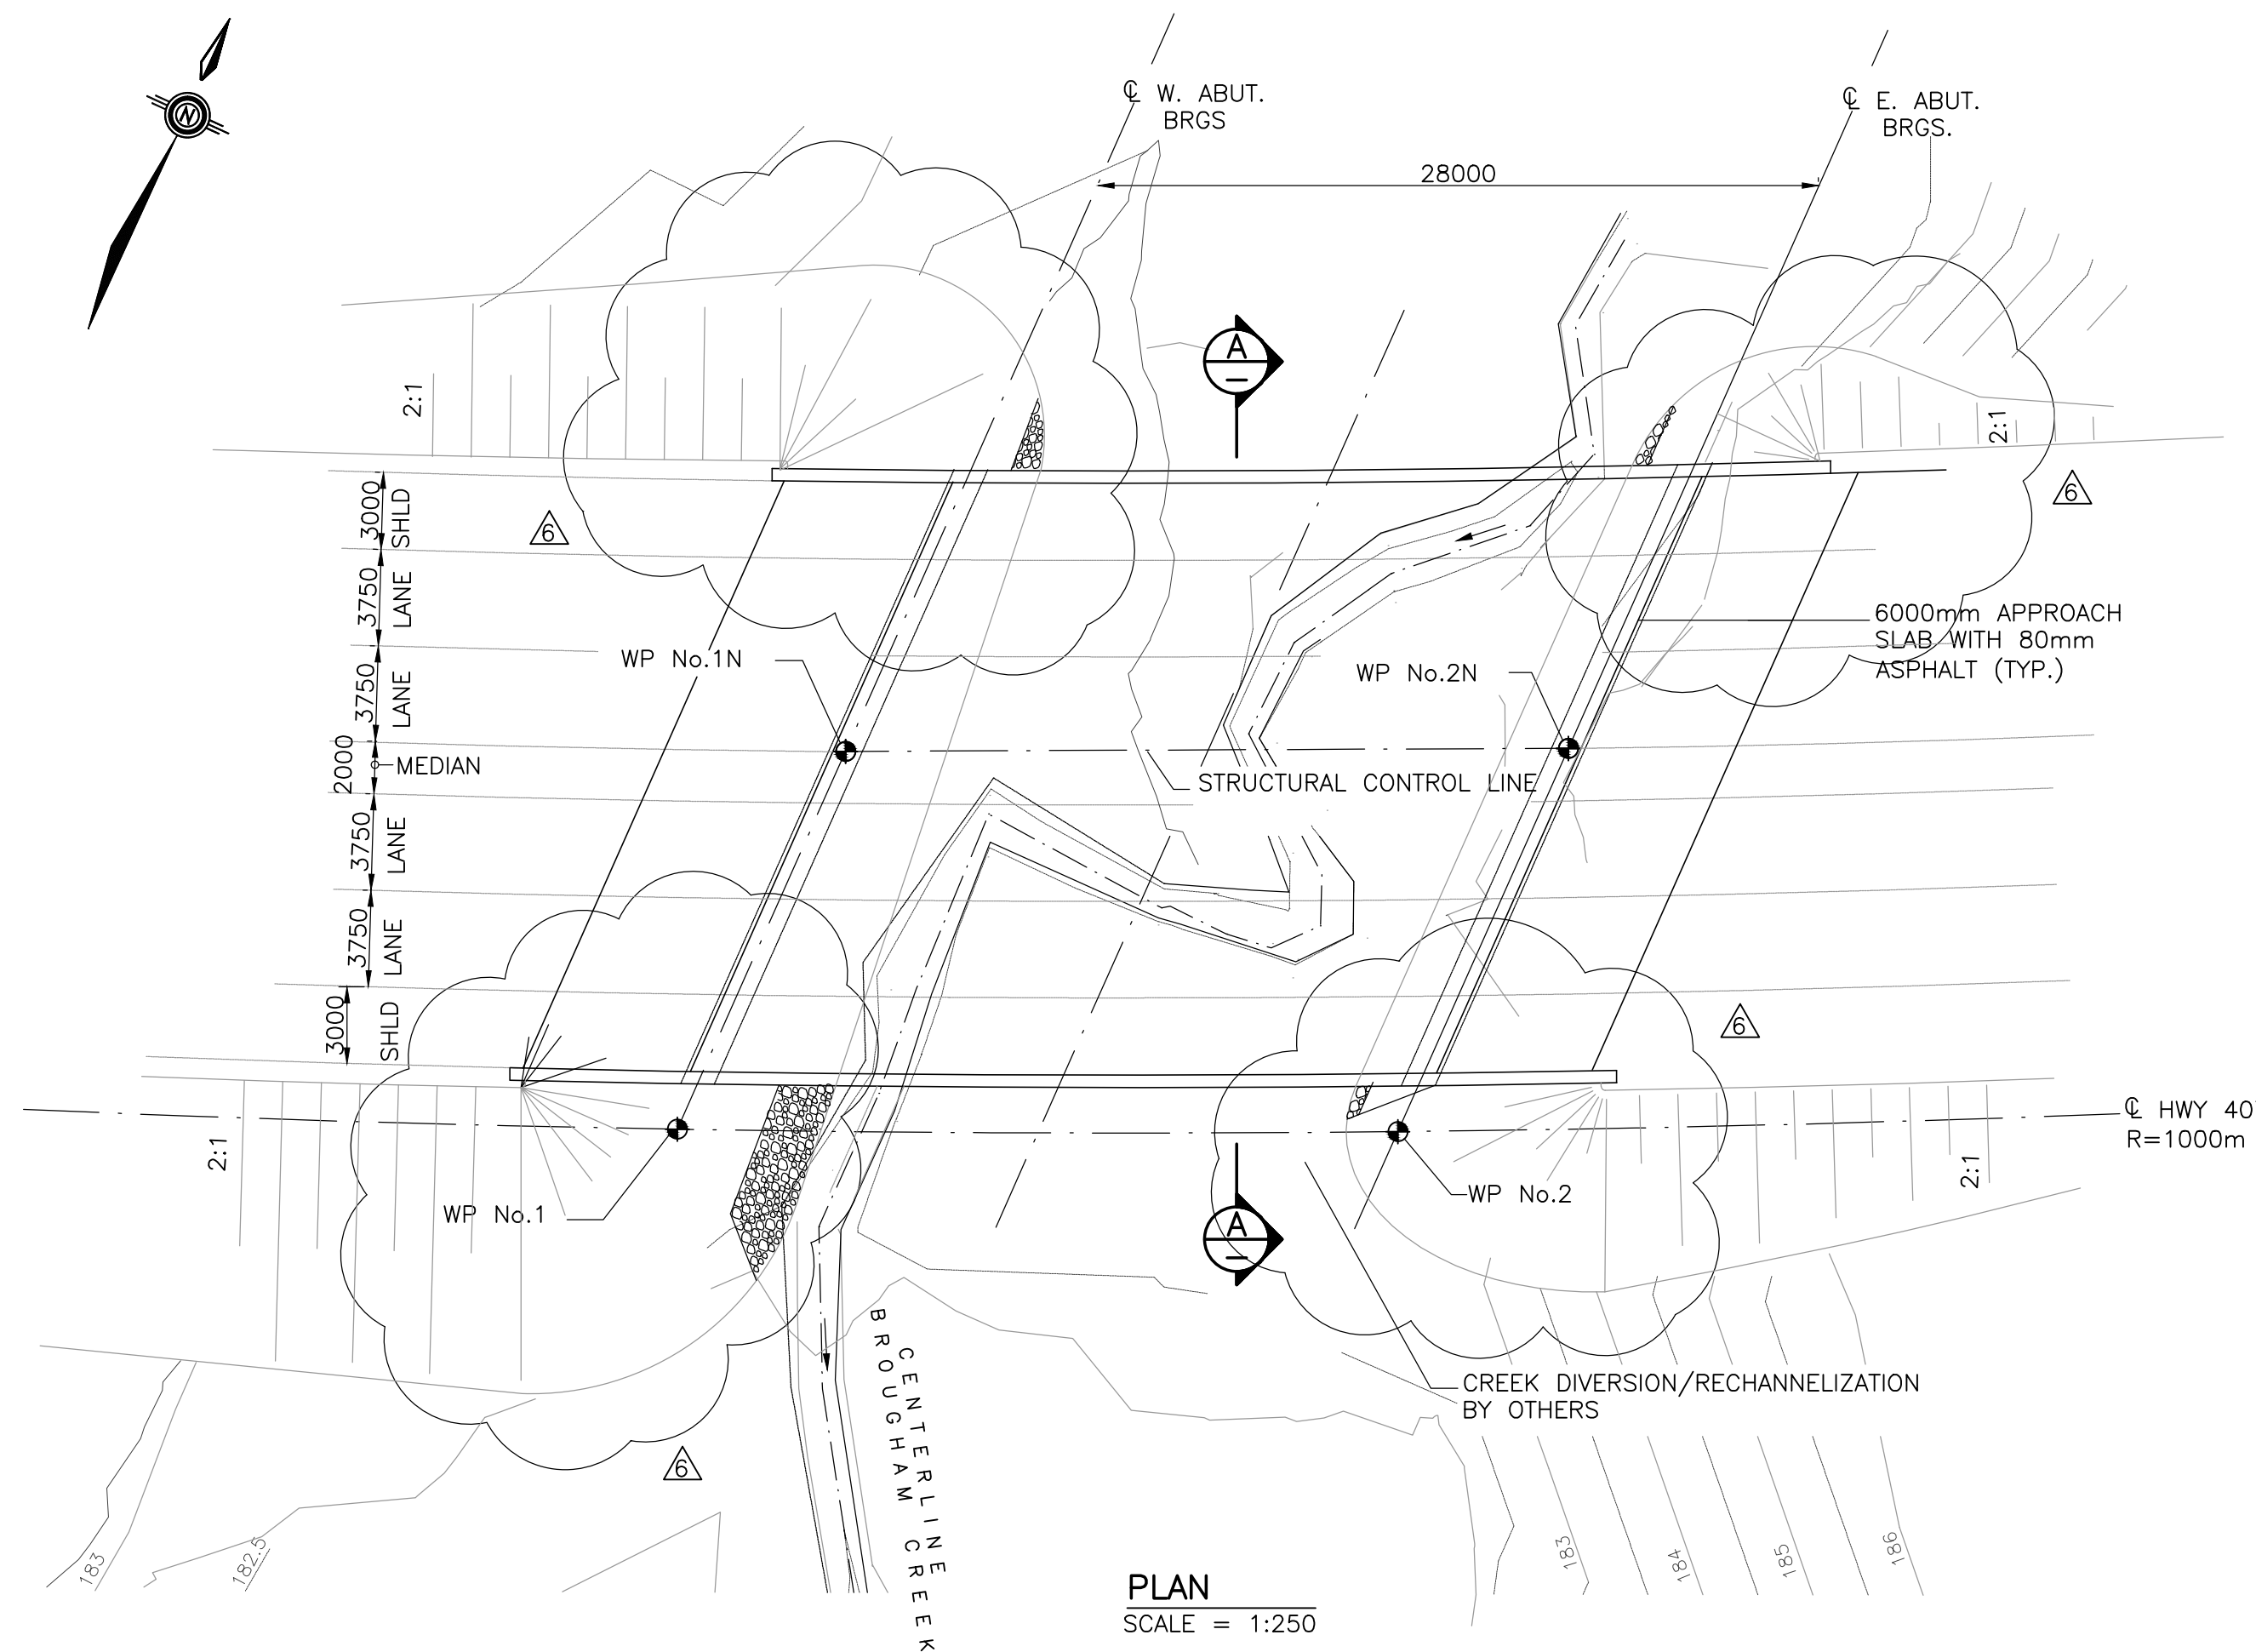 N
℄ W. ABUT.
BRGS
℄ E. ABUT.
BRGS.
28000
A
2:1
2:1
3000
SHLD
6
6
3750
LANE
6000mm APPROACH
SLAB WITH 80mm
ASPHALT (TYP.)
WP No.1N
WP No.2N
3750
LANE
2000
MEDIAN
STRUCTURAL CONTROL LINE
3750
LANE
3750
LANE
3000
SHLD
6
℄ HWY 40
R=1000m
2:1
2:1
WP No.1
WP No.2
A
CENTERLINE
BROUGHAM CREEK
CREEK DIVERSION/RECHANNELIZATION
BY OTHERS
6
183
182.5
183
184
185
186
PLAN
SCALE = 1:250